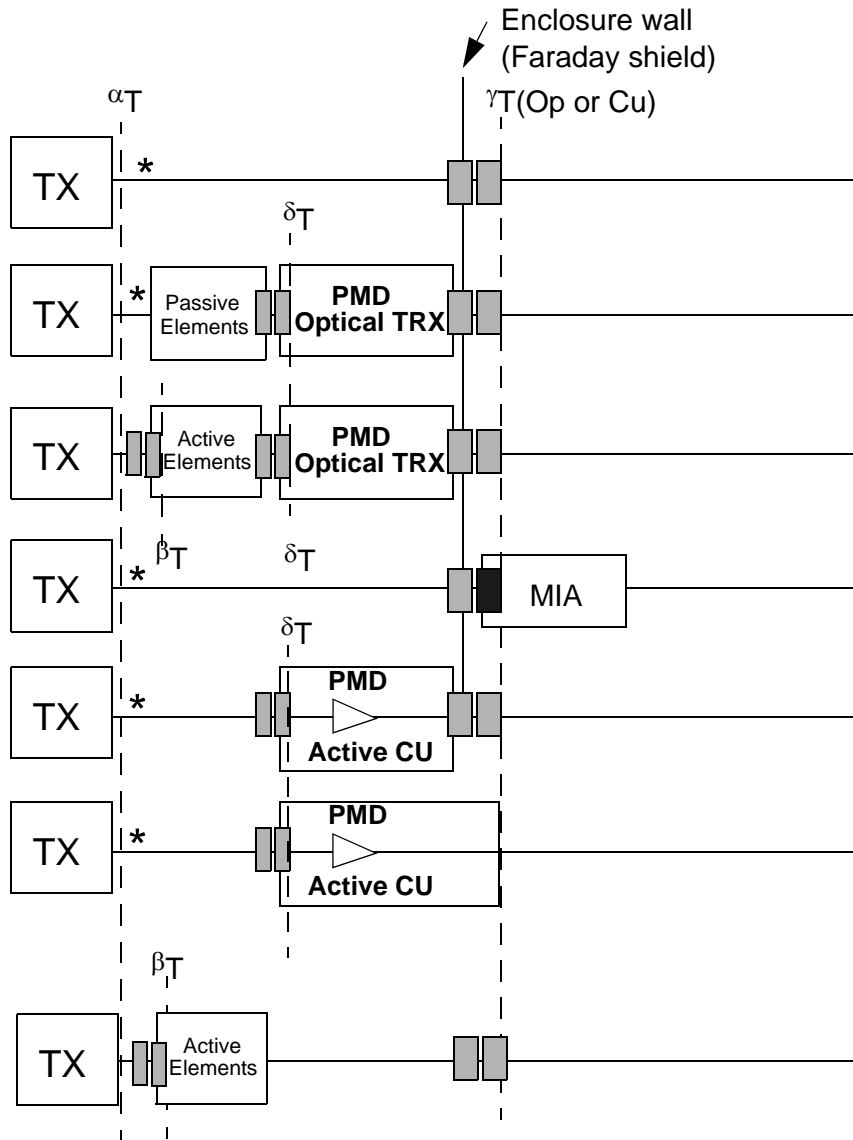 Enclosure wall
(Faraday shield)
αT
γT(Op or Cu)
TX
*
δT
TX
*
Passive
Elements
PMD
Optical TRX
TX
Active
Elements
PMD
Optical TRX
βT
δT
TX
*
MIA
δT
TX
*
PMD
Active CU
TX
*
PMD
Active CU
βT
TX
Active
Elements